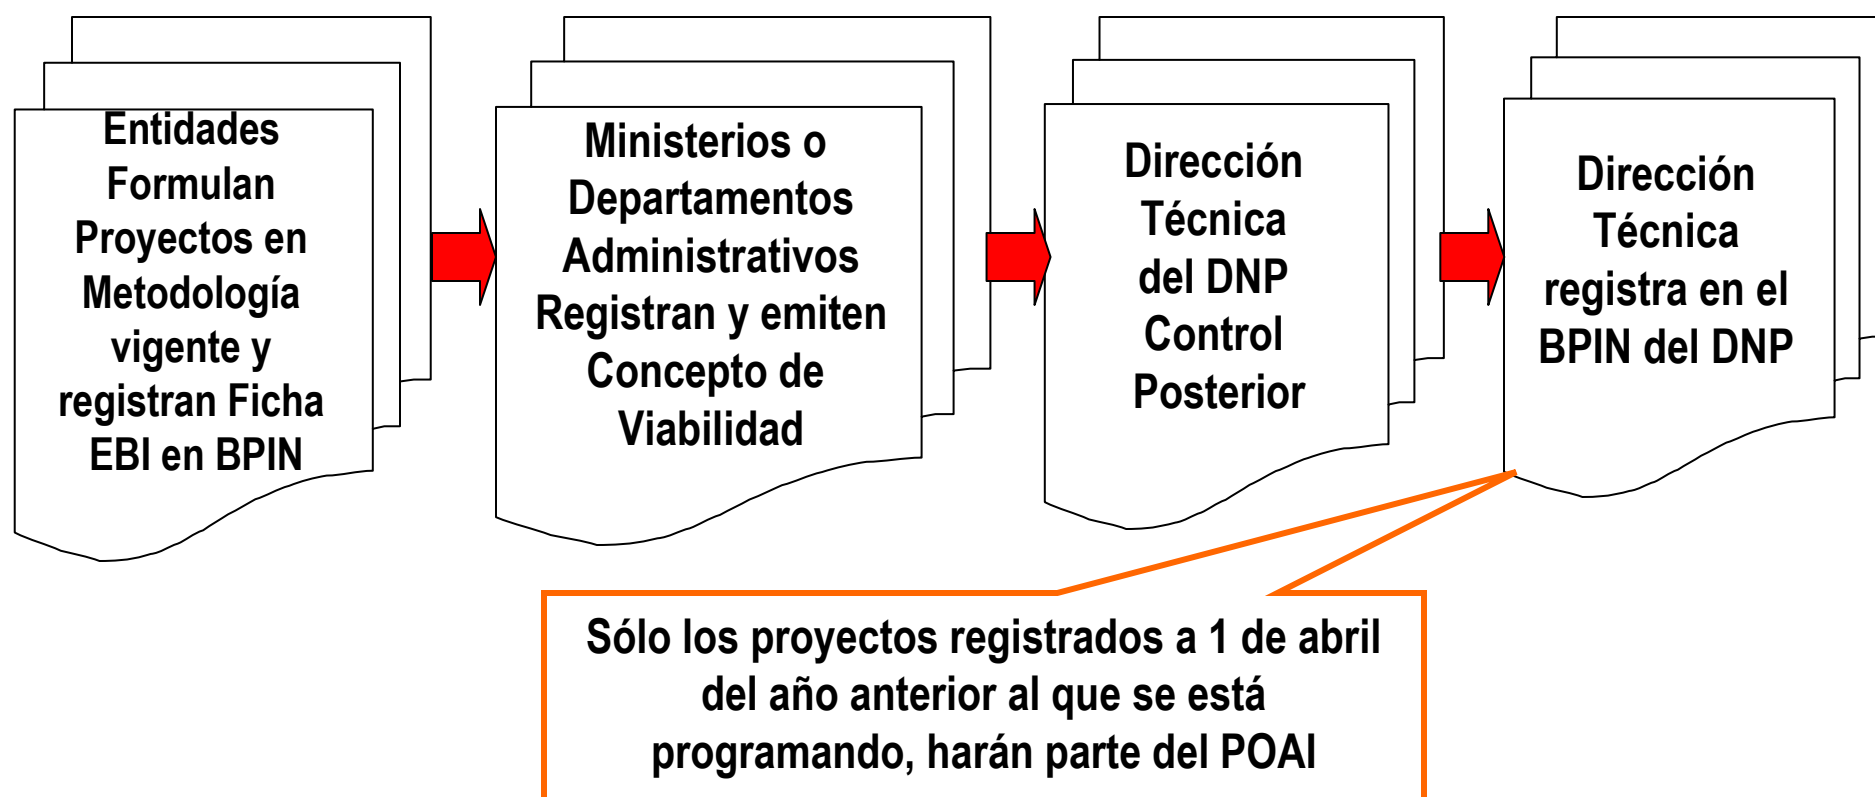 Entidades
Formulan
Proyectos en
Metodología
vigente y
registran Ficha
EBI en BPIN
Ministerios o
Departamentos
Administrativos
Registran y emiten
Concepto de
Viabilidad
Dirección
Técnica
del DNP
Control
Posterior
Dirección
Técnica
registra en el
BPIN del DNP
Sólo los proyectos registrados a 1 de abril
del año anterior al que se está
programando, harán parte del POAI